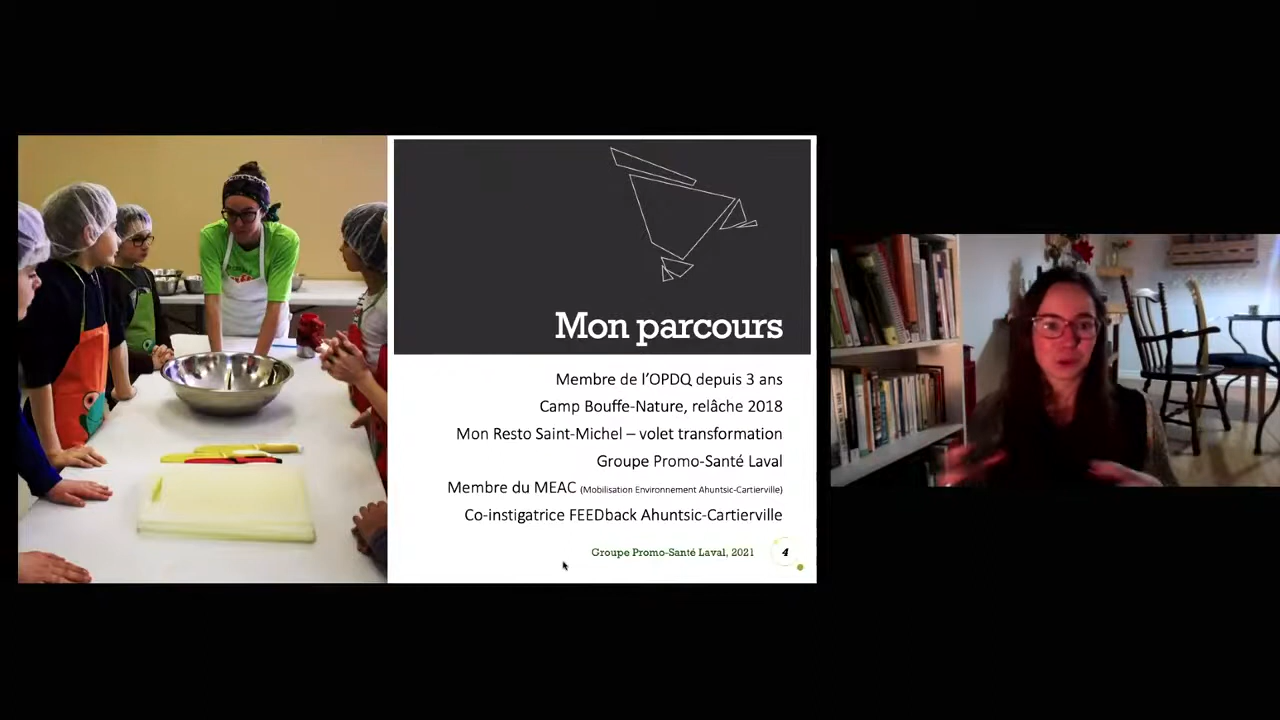 Mon parcours
Membre de l'OPDQ depuis 3 ans
Camp Bouffe-Nature, relâche 2018
Mon Resto Saint-Michel – volet transformation
Groupe Promo-Santé Laval
Membre du MEAC (Mobilisation Environnement Ahuntsic-Cartierville)
Co-instigatrice FEEDback Ahuntsic-Cartierville
Groupe Promo-Santé Laval, 2021
4